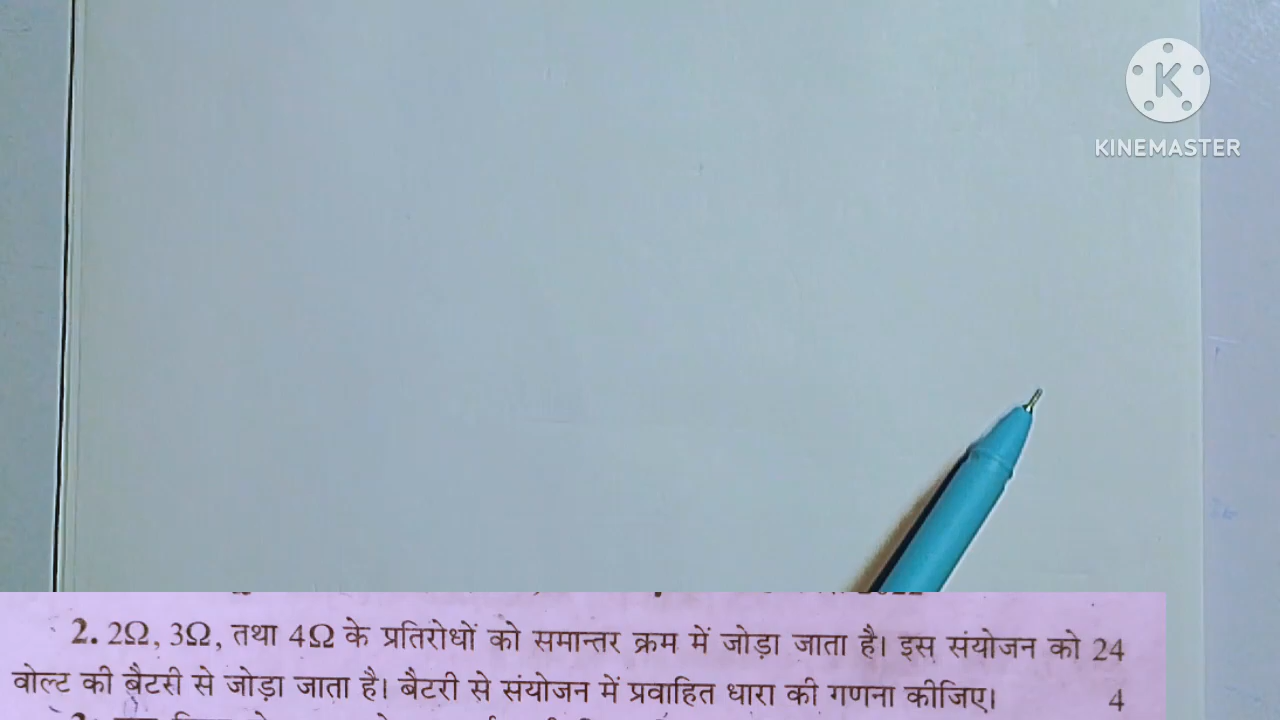 KINEMASTER
2. 2Ω, 3Ω, तथा 4Ω के प्रतिरोधों को समान्तर क्रम में जोड़ा जाता है। इस संयोजन को 24
वोल्ट की बैटरी से जोड़ा जाता है। बैटरी से संयोजन में प्रवाहित धारा की गणना कीजिए। 4